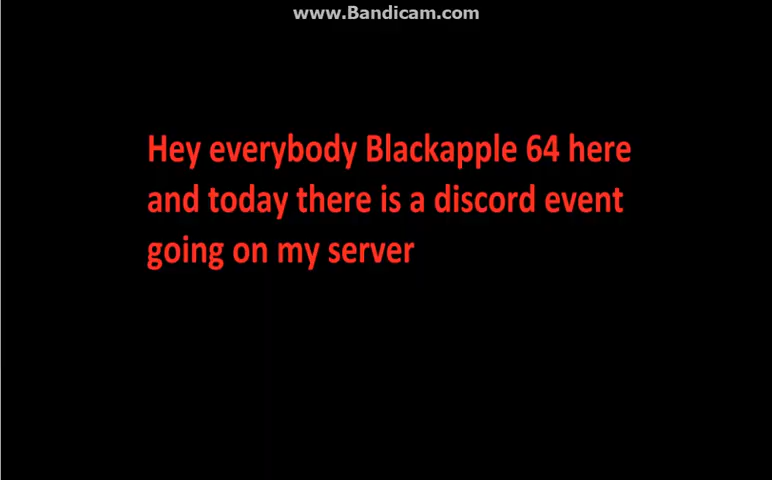 www.Bandicam.com
Hey everybody Blackapple 64 here
and today there is a discord event
going on my server